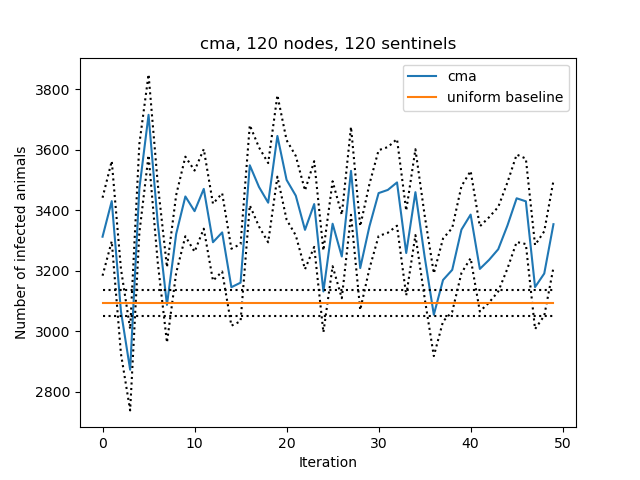 cma, 120 nodes, 120 sentinels
cma
uniform baseline
3800
3600
3400
3200
3000
2800
Number of infected animals
0 10 20 30 40 50
Iteration